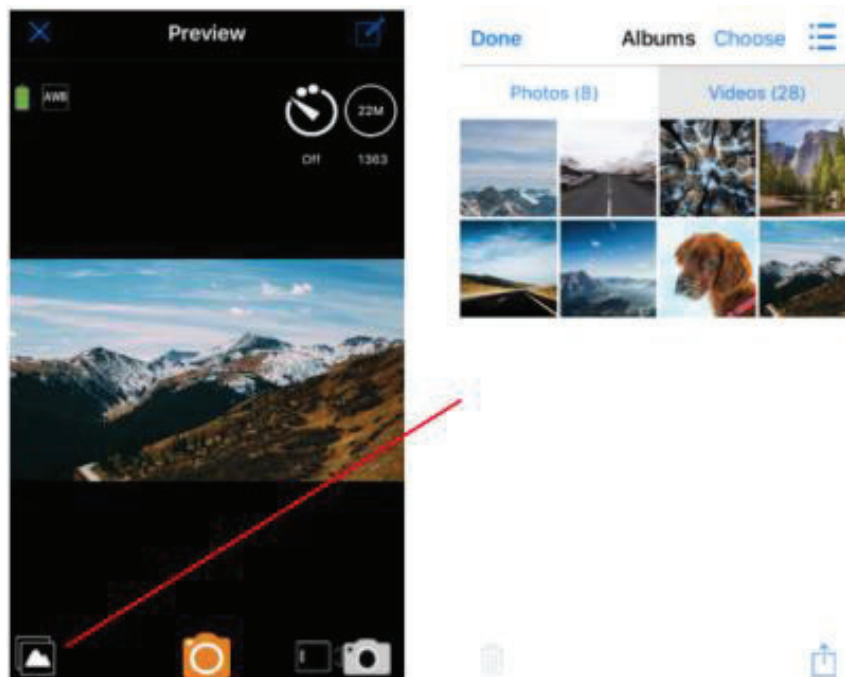 Preview
AWB
22M
Off
1363
Done
Albums
Choose
Photos (8)
Videos (28)